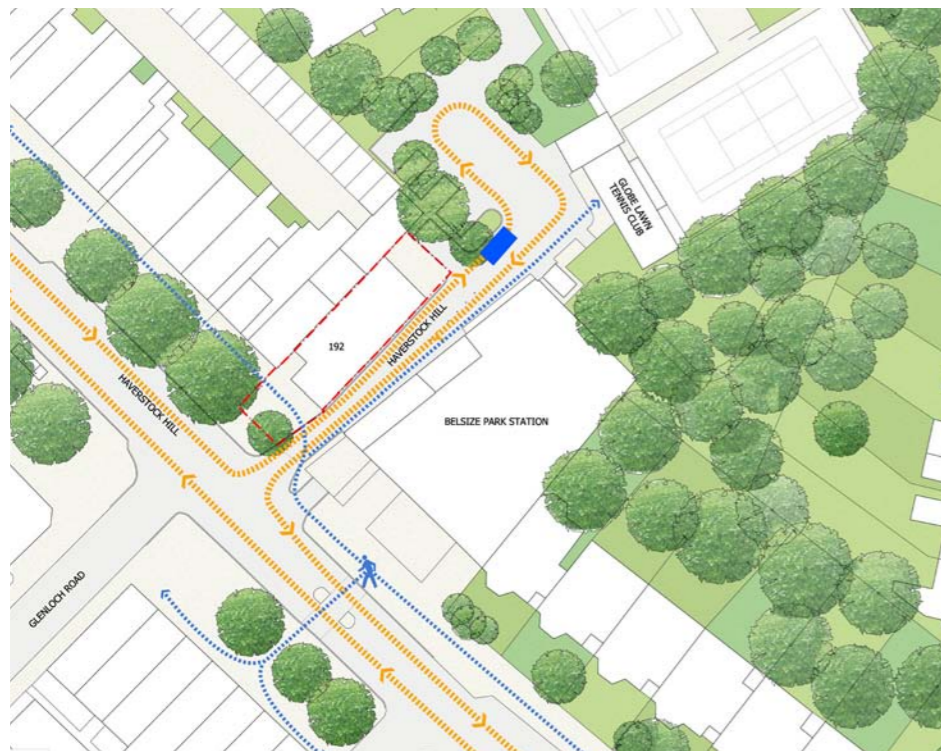 GLOBE LAWN
TENNIS CLUB
HAVERSTOCK HILL
192
HAVERSTOCK HILL
BELSIZE PARK STATION
GLENLOCH ROAD